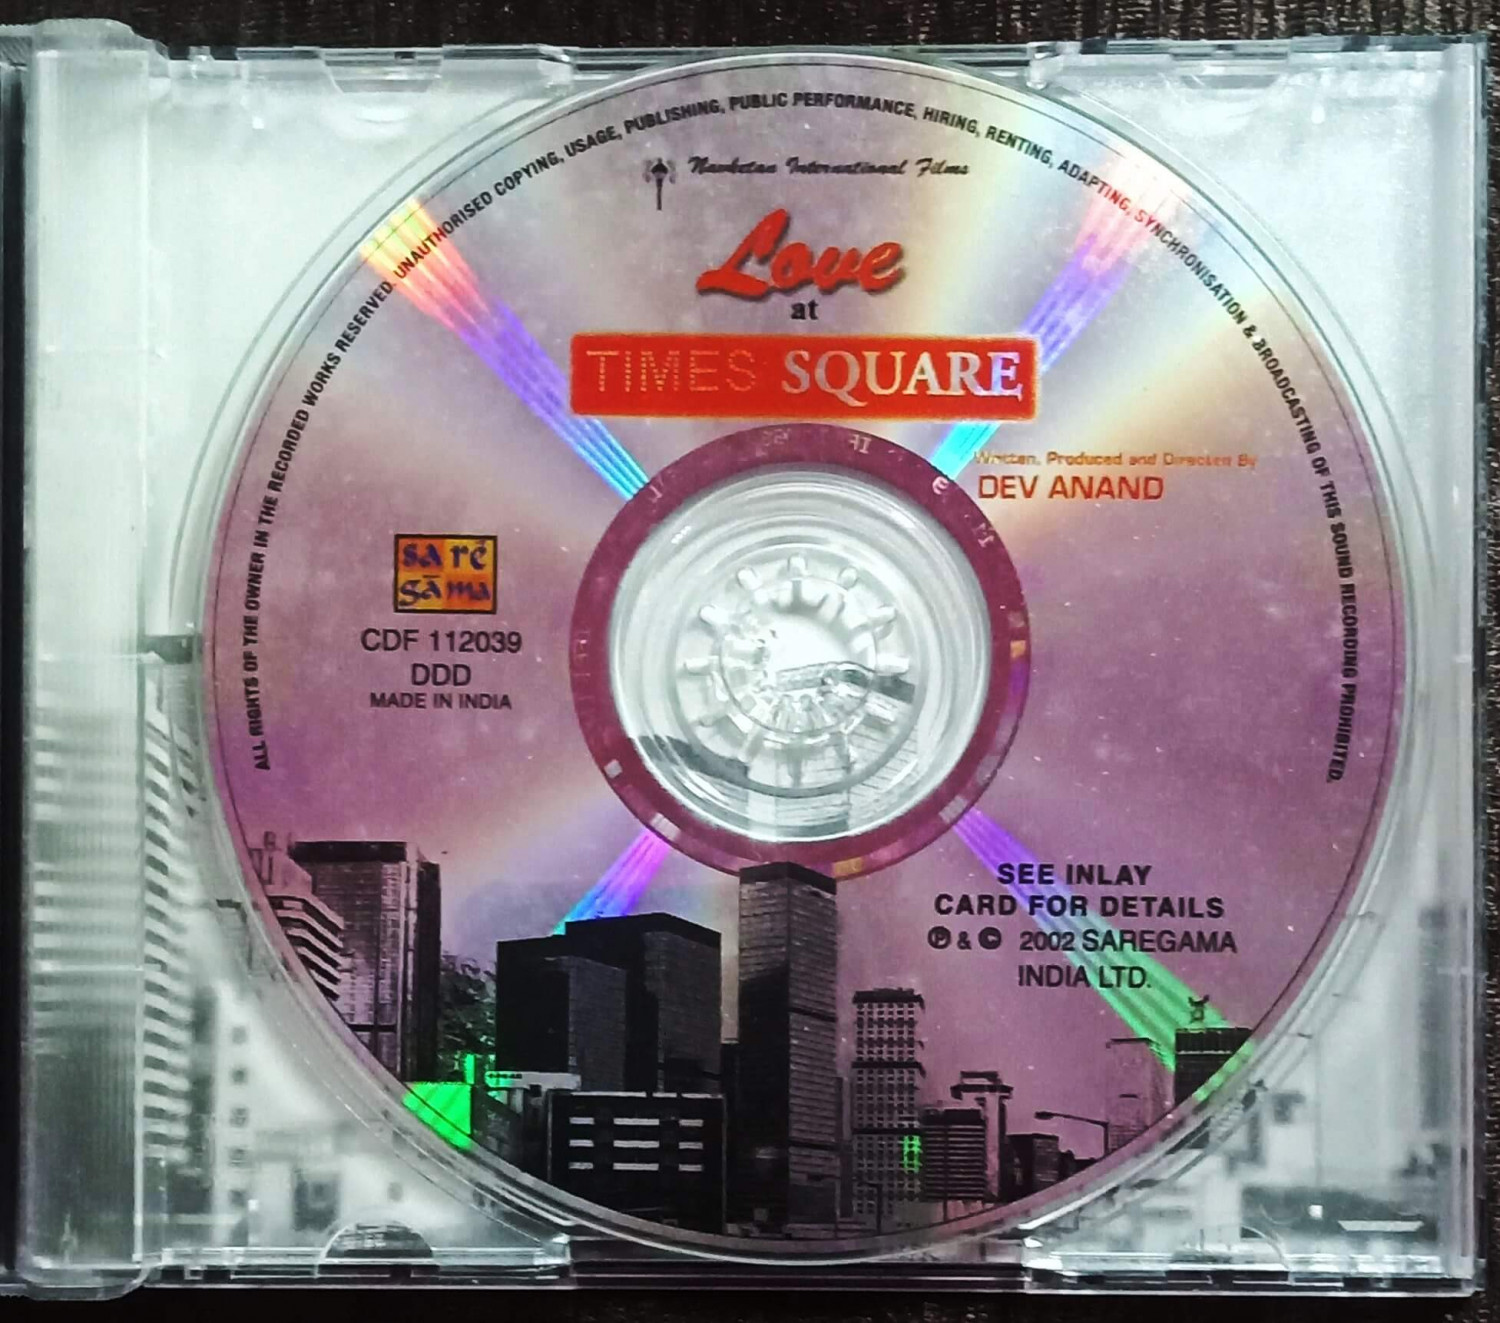 ALL RIGHTS OF THE OWNER IN THE RECORDED WORKS RESERVED. UNAUTHORISED COPYING, USAGE, PUBLISHING, PUBLIC PERFORMANCE, HIRING, RENTING, ADAPTING, SYNCHRONISATION & BROADCASTING OF THIS SOUND RECORDING PROHIBITED.
Navketan International Films
Love
at
TIMES SQUARE
Written, Produced and Directed By
DEV ANAND
sa ré
gā ma
CDF 112039
DDD
MADE IN INDIA
SEE INLAY
CARD FOR DETAILS
℗ & © 2002 SAREGAMA
INDIA LTD.